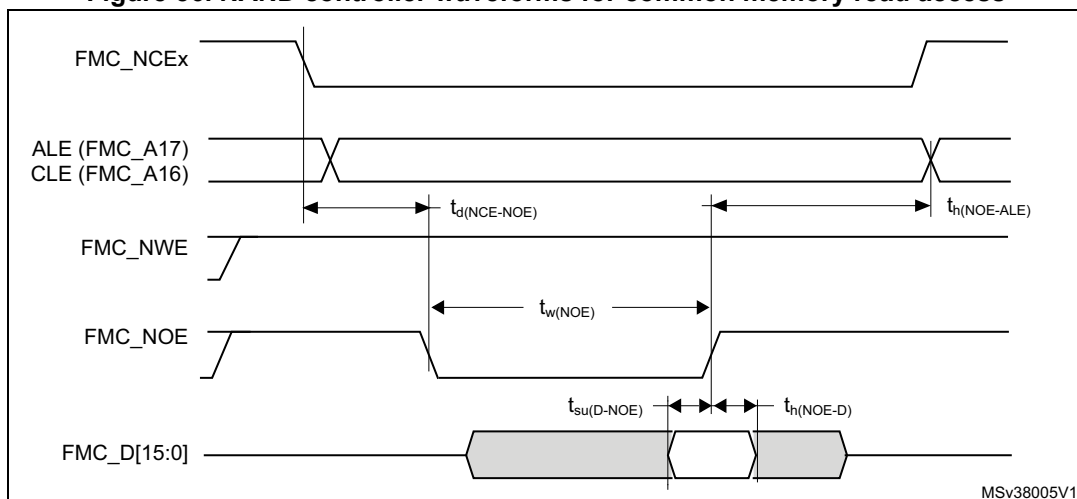 Figure 56. NAND controller waveforms for common memory read access
FMC_NCEx
ALE (FMC_A17)
CLE (FMC_A16)
td(NCE-NOE)
th(NOE-ALE)
FMC_NWE
tw(NOE)
FMC_NOE
tsu(D-NOE)
th(NOE-D)
FMC_D[15:0]
MSv38005V1